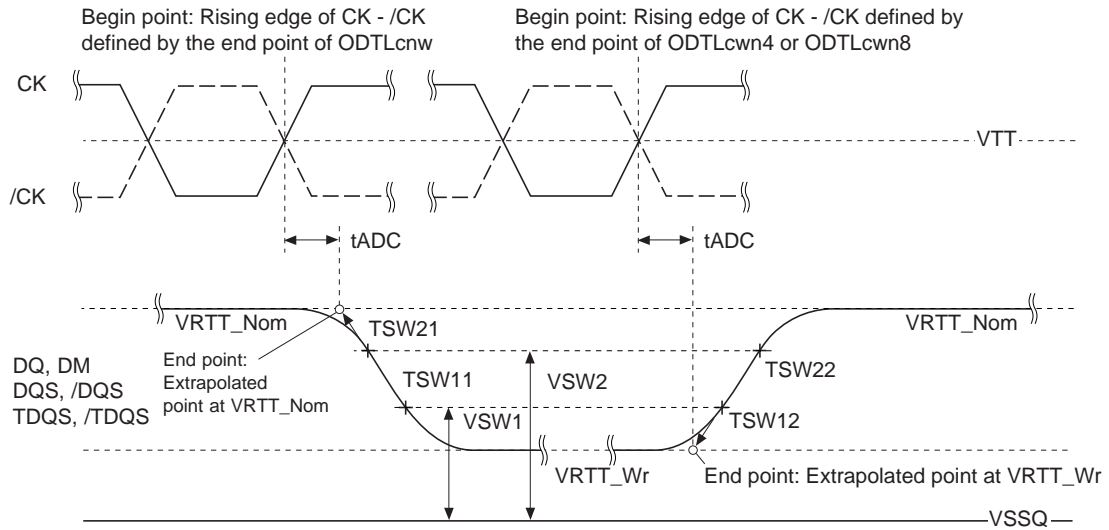 Begin point: Rising edge of CK - /CK
defined by the end point of ODTLcnw
Begin point: Rising edge of CK - /CK defined by
the end point of ODTLcwn4 or ODTLcwn8
CK
VTT
/CK
tADC
tADC
VRTT_Nom
VRTT_Nom
TSW21
End point:
Extrapolated
point at VRTT_Nom
DQ, DM
DQS, /DQS
TDQS, /TDQS
TSW11
VSW2
TSW22
VSW1
TSW12
VRTT_Wr
End point: Extrapolated point at VRTT_Wr
VSSQ